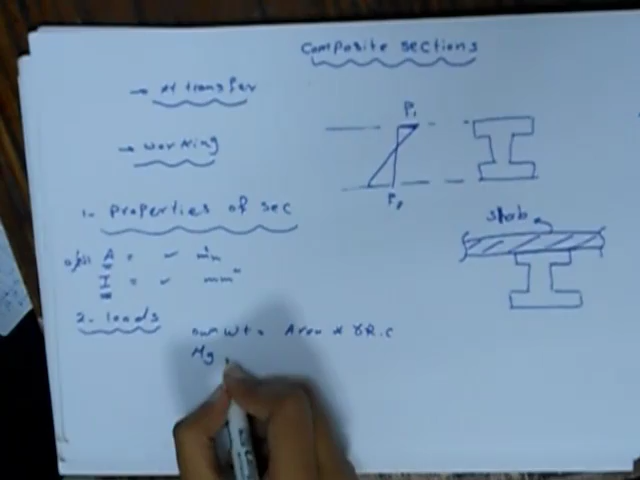 Composite sections
→ At transfer
→ working
P1
1. Properties of sec
P2
slab
A = ✓ mm²
I = ✓ mm⁴
2. loads
own wt = Area * γR.C
Mg